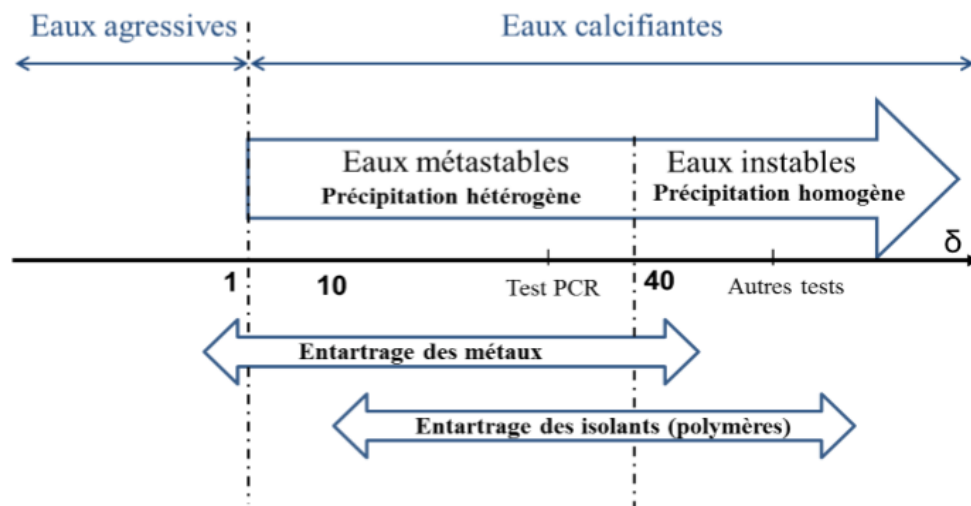 Eaux agressives
Eaux calcifiantes
Eaux métastables
Précipitation hétérogène
Eaux instables
Précipitation homogène
δ
1
10
Test PCR
40
Autres tests
Entartrage des métaux
Entartrage des isolants (polymères)